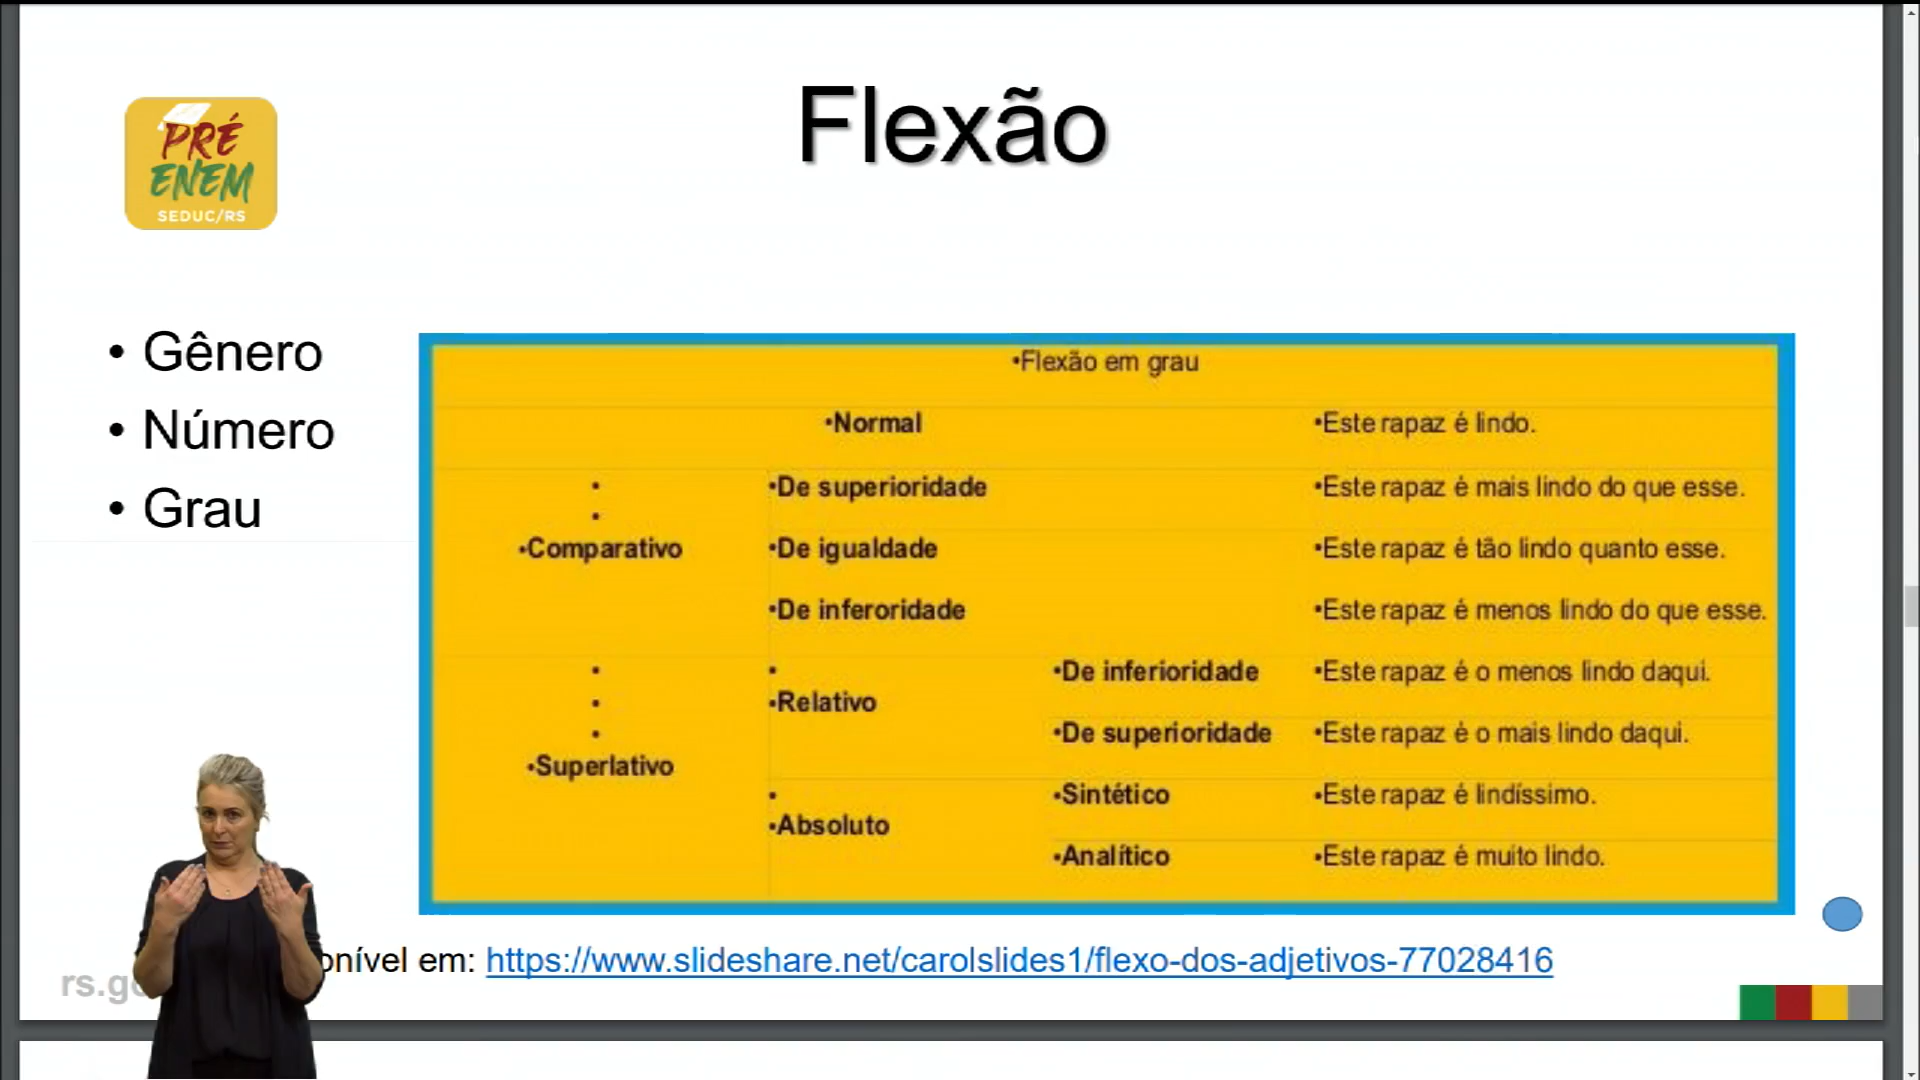 Flexão
PRÉ
ENEM
SEDUC/RS
• Gênero
• Número
• Grau
•Flexão em grau
•Normal •Este rapaz é lindo.
•De superioridade •Este rapaz é mais lindo do que esse.
•Comparativo •De igualdade •Este rapaz é tão lindo quanto esse.
•De inferoridade •Este rapaz é menos lindo do que esse.
•De inferioridade •Este rapaz é o menos lindo daqui.
•Relativo
•De superioridade •Este rapaz é o mais lindo daqui.
•Superlativo
•Sintético •Este rapaz é lindíssimo.
•Absoluto
•Analítico •Este rapaz é muito lindo.
onível em: https://www.slideshare.net/carolslides1/flexo-dos-adjetivos-77028416
rs.go